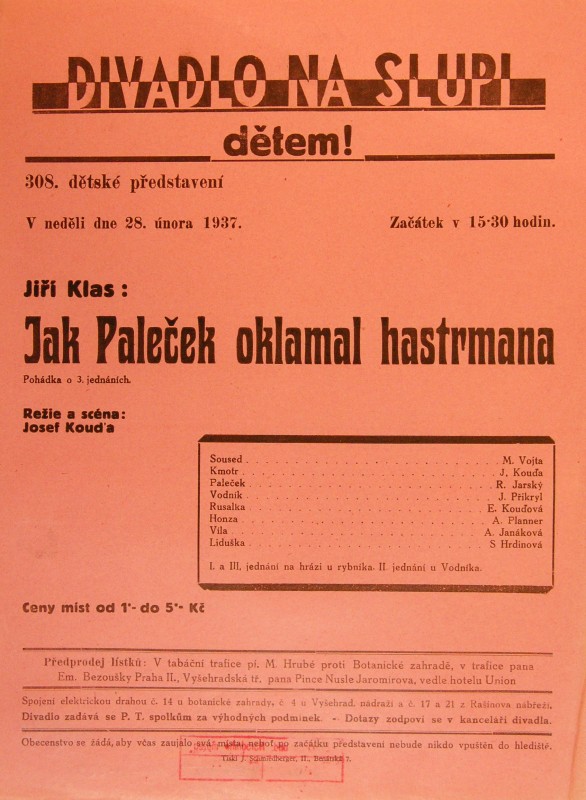 DIVADLO NA SLUPI
dětem!
308. dětské představení
V neděli dne 28. února 1937. Začátek v 15·30 hodin.
Jiří Klas:
Jak Paleček oklamal hastrmana
Pohádka o 3. jednáních.
Režie a scéna:
Josef Kouďa
Soused . . . . . . . . . . . . . . . . . . . . M. Vojta
Kmotr . . . . . . . . . . . . . . . . . . . . J, Kouďa
Paleček . . . . . . . . . . . . . . . . . . . . R. Jarský
Vodník . . . . . . . . . . . . . . . . . . . . J. Přikryl
Rusalka . . . . . . . . . . . . . . . . . . . . E. Kouďová
Honza . . . . . . . . . . . . . . . . . . . . A. Planner
Víla . . . . . . . . . . . . . . . . . . . . A. Janáková
Liduška . . . . . . . . . . . . . . . . . . . . S Hrdinová
I. a III, jednání na hrázi u rybníka. II. jednání u Vodníka.
Ceny míst od 1·- do 5·- Kč
Předprodej lístků: V tabáční trafice pí. M. Hrubé proti Botanické zahradě, v trafice pana
Em. Bezoušky Praha II., Vyšehradská tř. pana Pince Nusle Jaromírova, vedle hotelu Union
Spojení elektrickou drahou č. 14 u botanické zahrady, č. 4 u Vyšehrad. nádraží a č. 17 a 21 z Rašínova nábřeží.
Divadlo zadává se P. T. spolkům za výhodných podmínek. - Dotazy zodpoví se v kanceláři divadla.
Obecenstvo se žádá, aby včas zaujalo svá místa, neboť po začátku představení nebude nikdo vpuštěn do hlediště.
Tiskl J. Schmiedberger, II.,